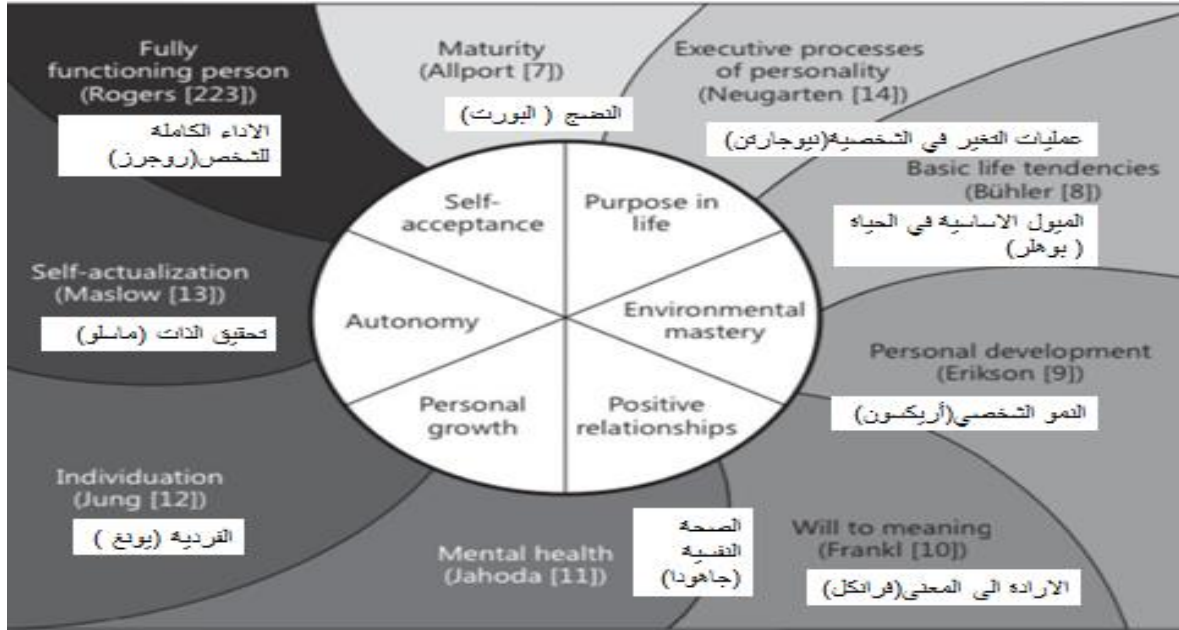 Fully
functioning person
(Rogers [223])
الاداء الكاملة
للشخص(روجرز)
Maturity
(Allport [7])
النضج ( البورت)
Executive processes
of personality
(Neugarten [14])
عمليات التغير في الشخصية(نيوجارتن)
Basic life tendencies
(Bühler [8])
الميول الاساسية في الحياة
( بوهلر)
Self-
acceptance
Purpose in
life
Self-actualization
(Maslow [13])
تحقيق الذات (ماسلو)
Autonomy
Environmental
mastery
Personal development
(Erikson [9])
النمو الشخصي(أريكسون)
Personal
growth
Positive
relationships
Individuation
(Jung [12])
الفردية (يونغ )
Mental health
(Jahoda [11])
الصحة
النفسية
(جاهودا)
Will to meaning
(Frankl [10])
الارادة الى المعنى(فرانكل)